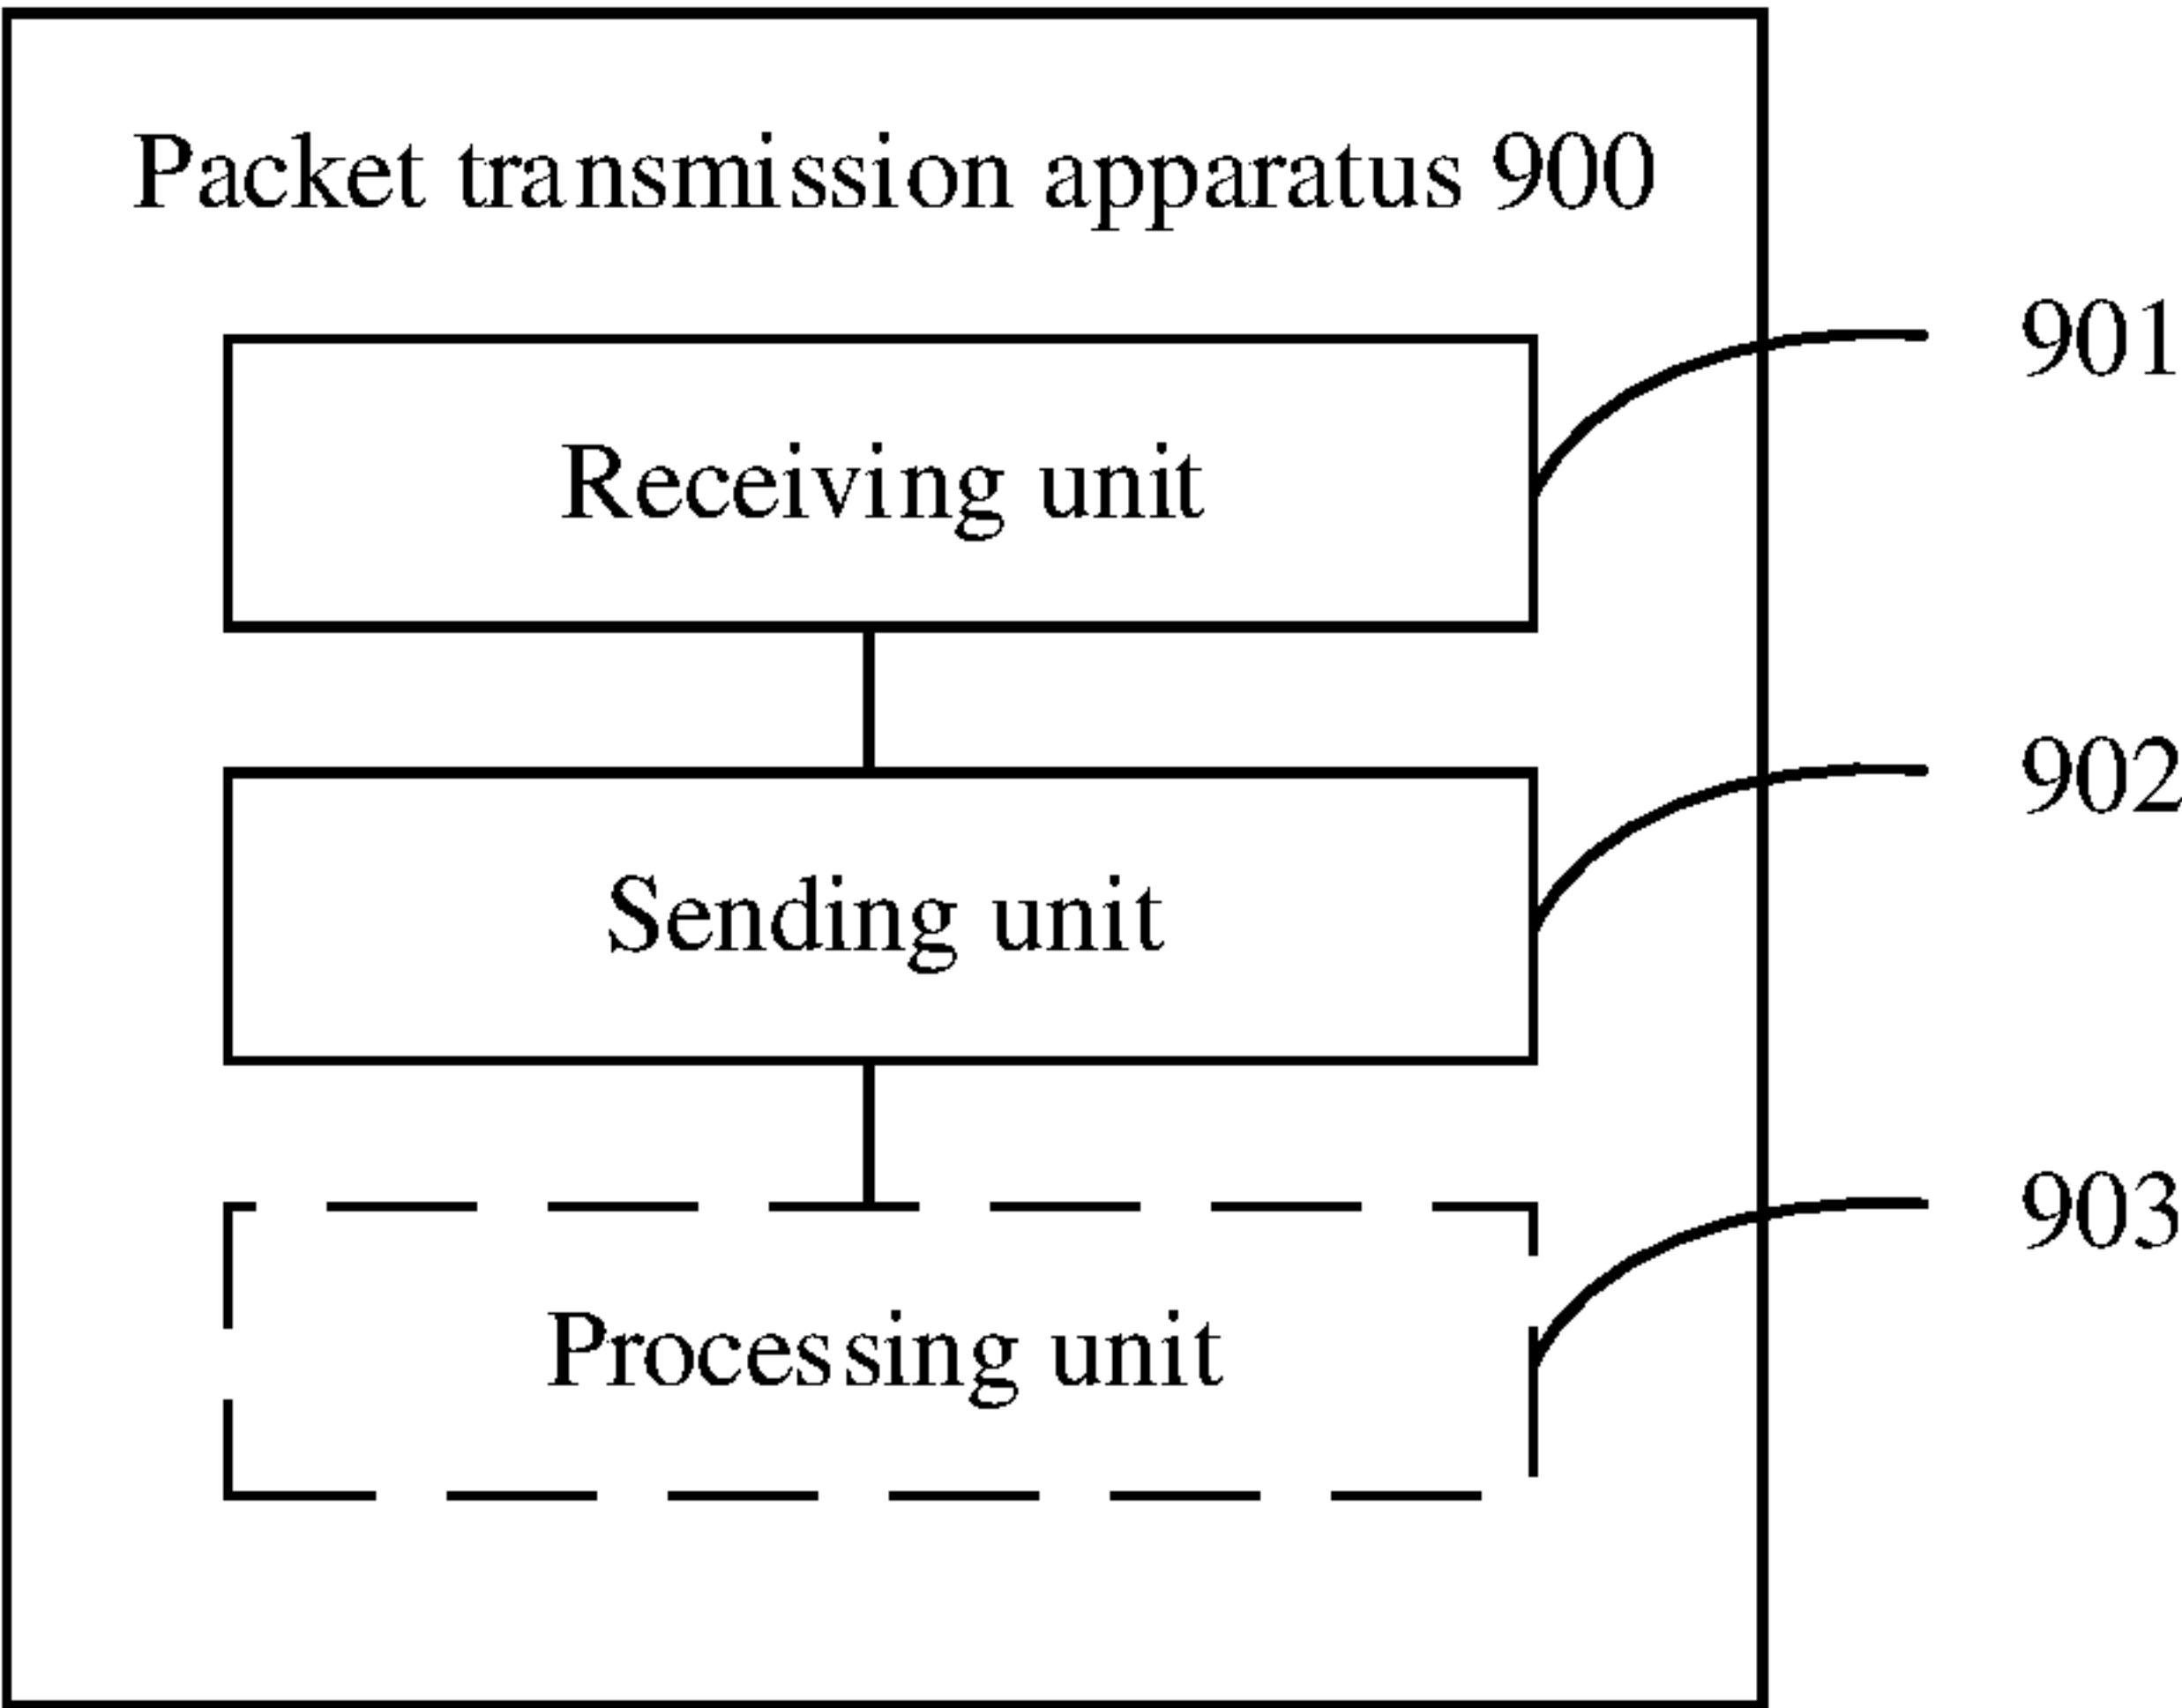 Packet transmission apparatus 900
901
Receiving unit
902
Sending unit
903
Processing unit